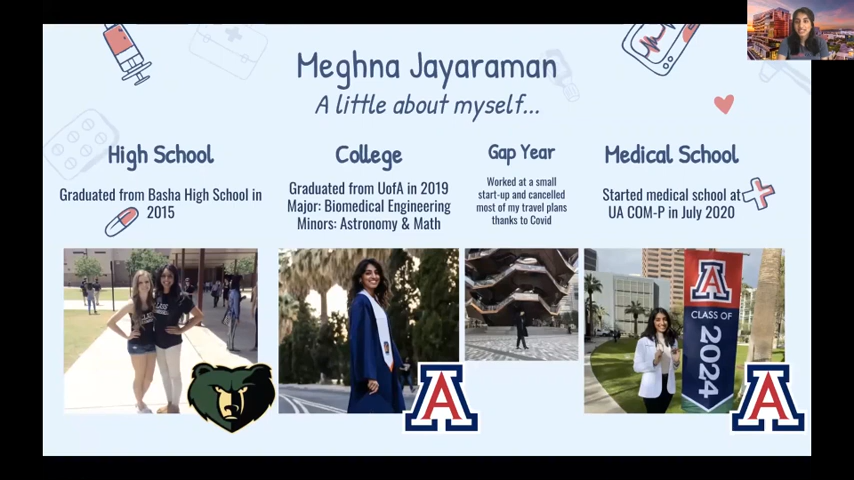 Meghna Jayaraman
A little about myself...
High School
Graduated from Basha High School in
2015
College
Graduated from UofA in 2019
Major: Biomedical Engineering
Minors: Astronomy & Math
Gap Year
Worked at a small
start-up and cancelled
most of my travel plans
thanks to Covid
Medical School
Started medical school at
UA COM-P in July 2020
A
CLASS OF
2024
A
A